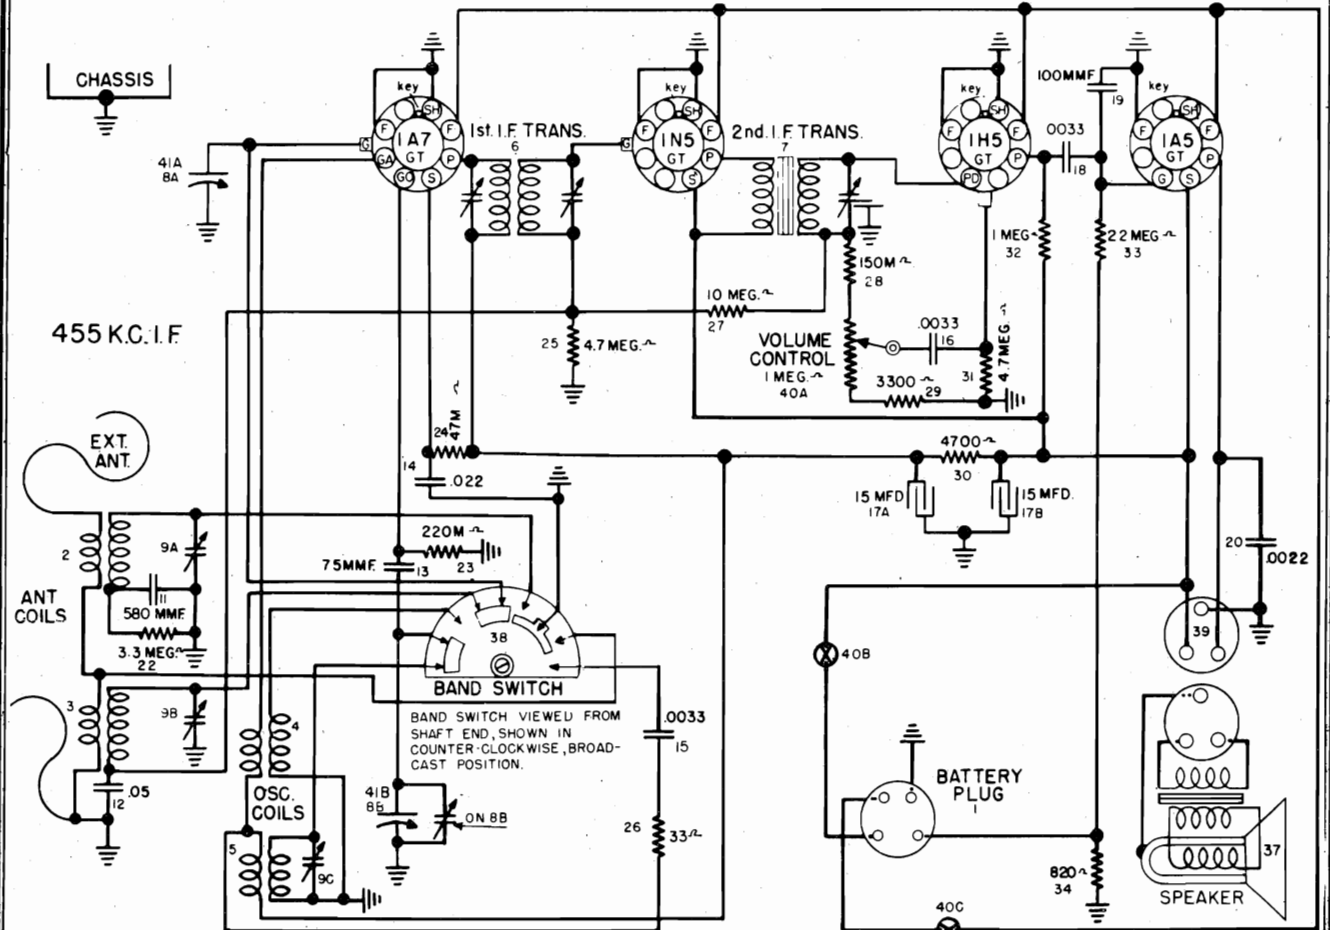 CHASSIS
41A
8A
key
SH
F
F
1A7
GT
G
GA
P
GO
S
1st. I.F. TRANS.
6
key
SH
F
F
1N5
GT
G
P
S
2nd. I.F. TRANS.
7
key
SH
F
F
1H5
GT
P
PD
100MMF
19
.0033
18
key
SH
F
F
1A5
GT
P
G
S
1 MEG
32
2.2 MEG
33
150M
28
10 MEG.
27
455 K.C. I.F.
25
4.7 MEG.
VOLUME
CONTROL
1 MEG.
40A
.0033
16
4.7 MEG.
31
3300
29
EXT.
ANT.
24
47M
14
.022
4700
30
15 MFD
17A
15 MFD.
17B
20
.0022
2
9A
11
580 MMF.
3.3 MEG.
22
ANT
COILS
220M
23
75MMF.
13
38
BAND SWITCH
BAND SWITCH VIEWED FROM
SHAFT END, SHOWN IN
COUNTER-CLOCKWISE, BROAD-
CAST POSITION.
40B
39
3
9B
4
.05
12
OSC.
COILS
5
9C
41B
8B
ON 8B
.0033
15
26
33Ω
BATTERY
PLUG
1
820
34
40C
37
SPEAKER